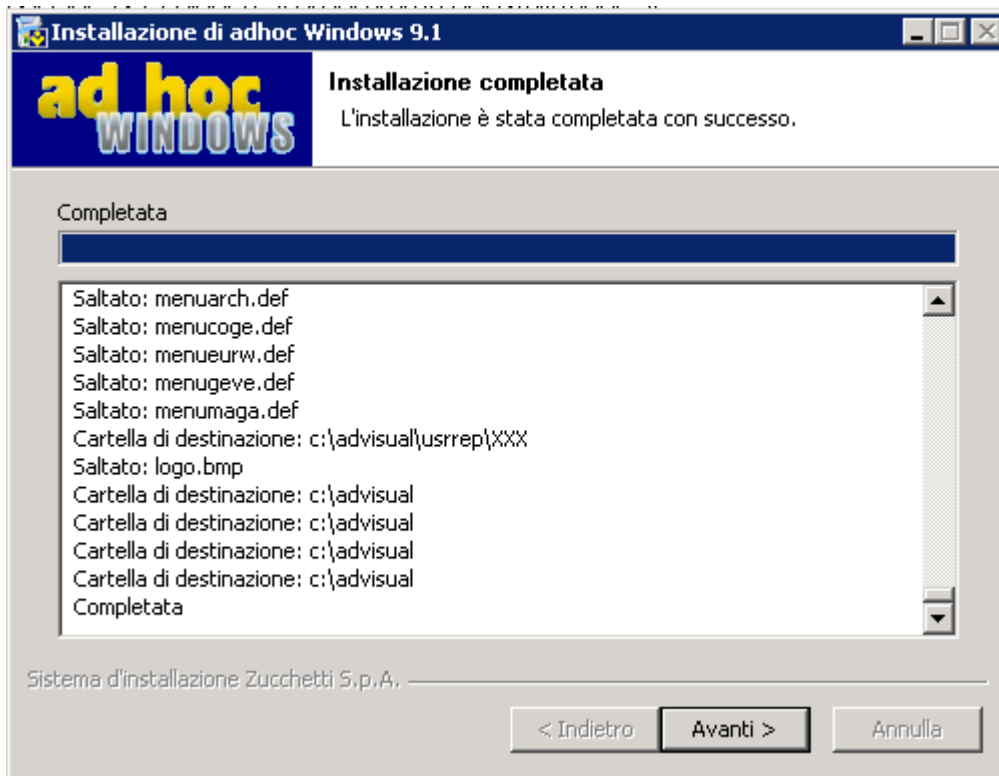 Installazione di adhoc Windows 9.1
ad hoc
WINDOWS
Installazione completata
L'installazione è stata completata con successo.
Completata
Saltato: menuarch.def
Saltato: menucoge.def
Saltato: menueurw.def
Saltato: menugeve.def
Saltato: menumaga.def
Cartella di destinazione: c:\advisual\usrrep\XXX
Saltato: logo.bmp
Cartella di destinazione: c:\advisual
Cartella di destinazione: c:\advisual
Cartella di destinazione: c:\advisual
Cartella di destinazione: c:\advisual
Completata
Sistema d'installazione Zucchetti S.p.A.
< Indietro
Avanti >
Annulla